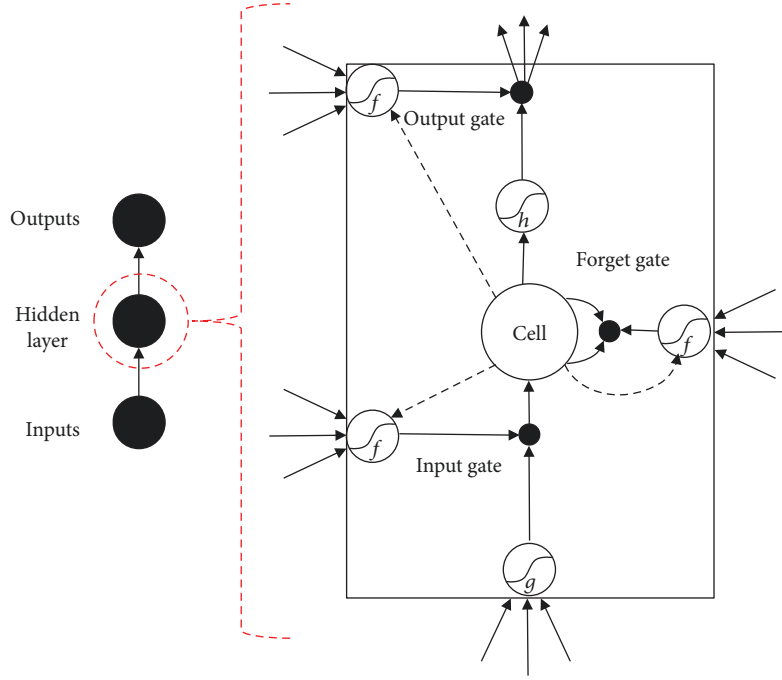 f
Output gate
h
Outputs
Forget gate
Hidden
layer
Cell
f
Inputs
f
Input gate
g